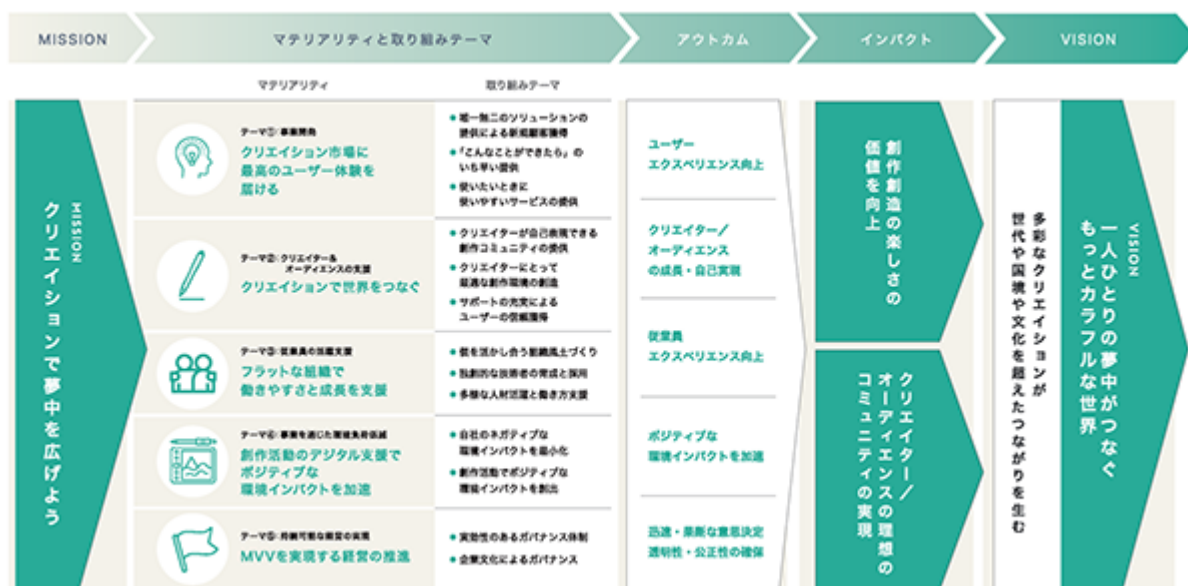 MISSION
マテリアリティと取り組みテーマ
アウトカム
インパクト
VISION
マテリアリティ
取り組みテーマ
MISSION
クリエイションで夢中を広げよう
テーマ①：事業開発
クリエイション市場に
最高のユーザー体験を
届ける
唯一無二のソリューションの
提供による新規顧客獲得
「こんなことができたら」の
いち早い提供
使いたいときに
使いやすいサービスの提供
テーマ②：クリエイター＆
オーディエンスの支援
クリエイションで世界をつなぐ
クリエイターが自己表現できる
創作コミュニティの提供
クリエイターにとって
最適な創作環境の創造
サポートの充実による
ユーザーの信頼獲得
テーマ③：従業員の活躍支援
フラットな組織で
働きやすさと成長を支援
個を活かし合う組織風土づくり
独創的な技術者の育成と採用
多様な人財活躍と働き方支援
テーマ④：事業を通じた環境負荷低減
創作活動のデジタル支援で
ポジティブな
環境インパクトを加速
自社のネガティブな
環境インパクトを最小化
創作活動でポジティブな
環境インパクトを創出
テーマ⑤：持続可能な経営の実現
MVVを実現する経営の推進
実効性のあるガバナンス体制
企業文化によるガバナンス
ユーザー
エクスペリエンス向上
クリエイター／
オーディエンス
の成長・自己実現
従業員
エクスペリエンス向上
ポジティブな
環境インパクトを加速
迅速・果断な意思決定
透明性・公正性の確保
創作創造の楽しさの
価値を向上
クリエイター／
オーディエンスの理想の
コミュニティの実現
多彩なクリエイションが
世代や国境や文化を超えたつながりを生む
VISION
一人ひとりの夢中がつなぐ
もっとカラフルな世界